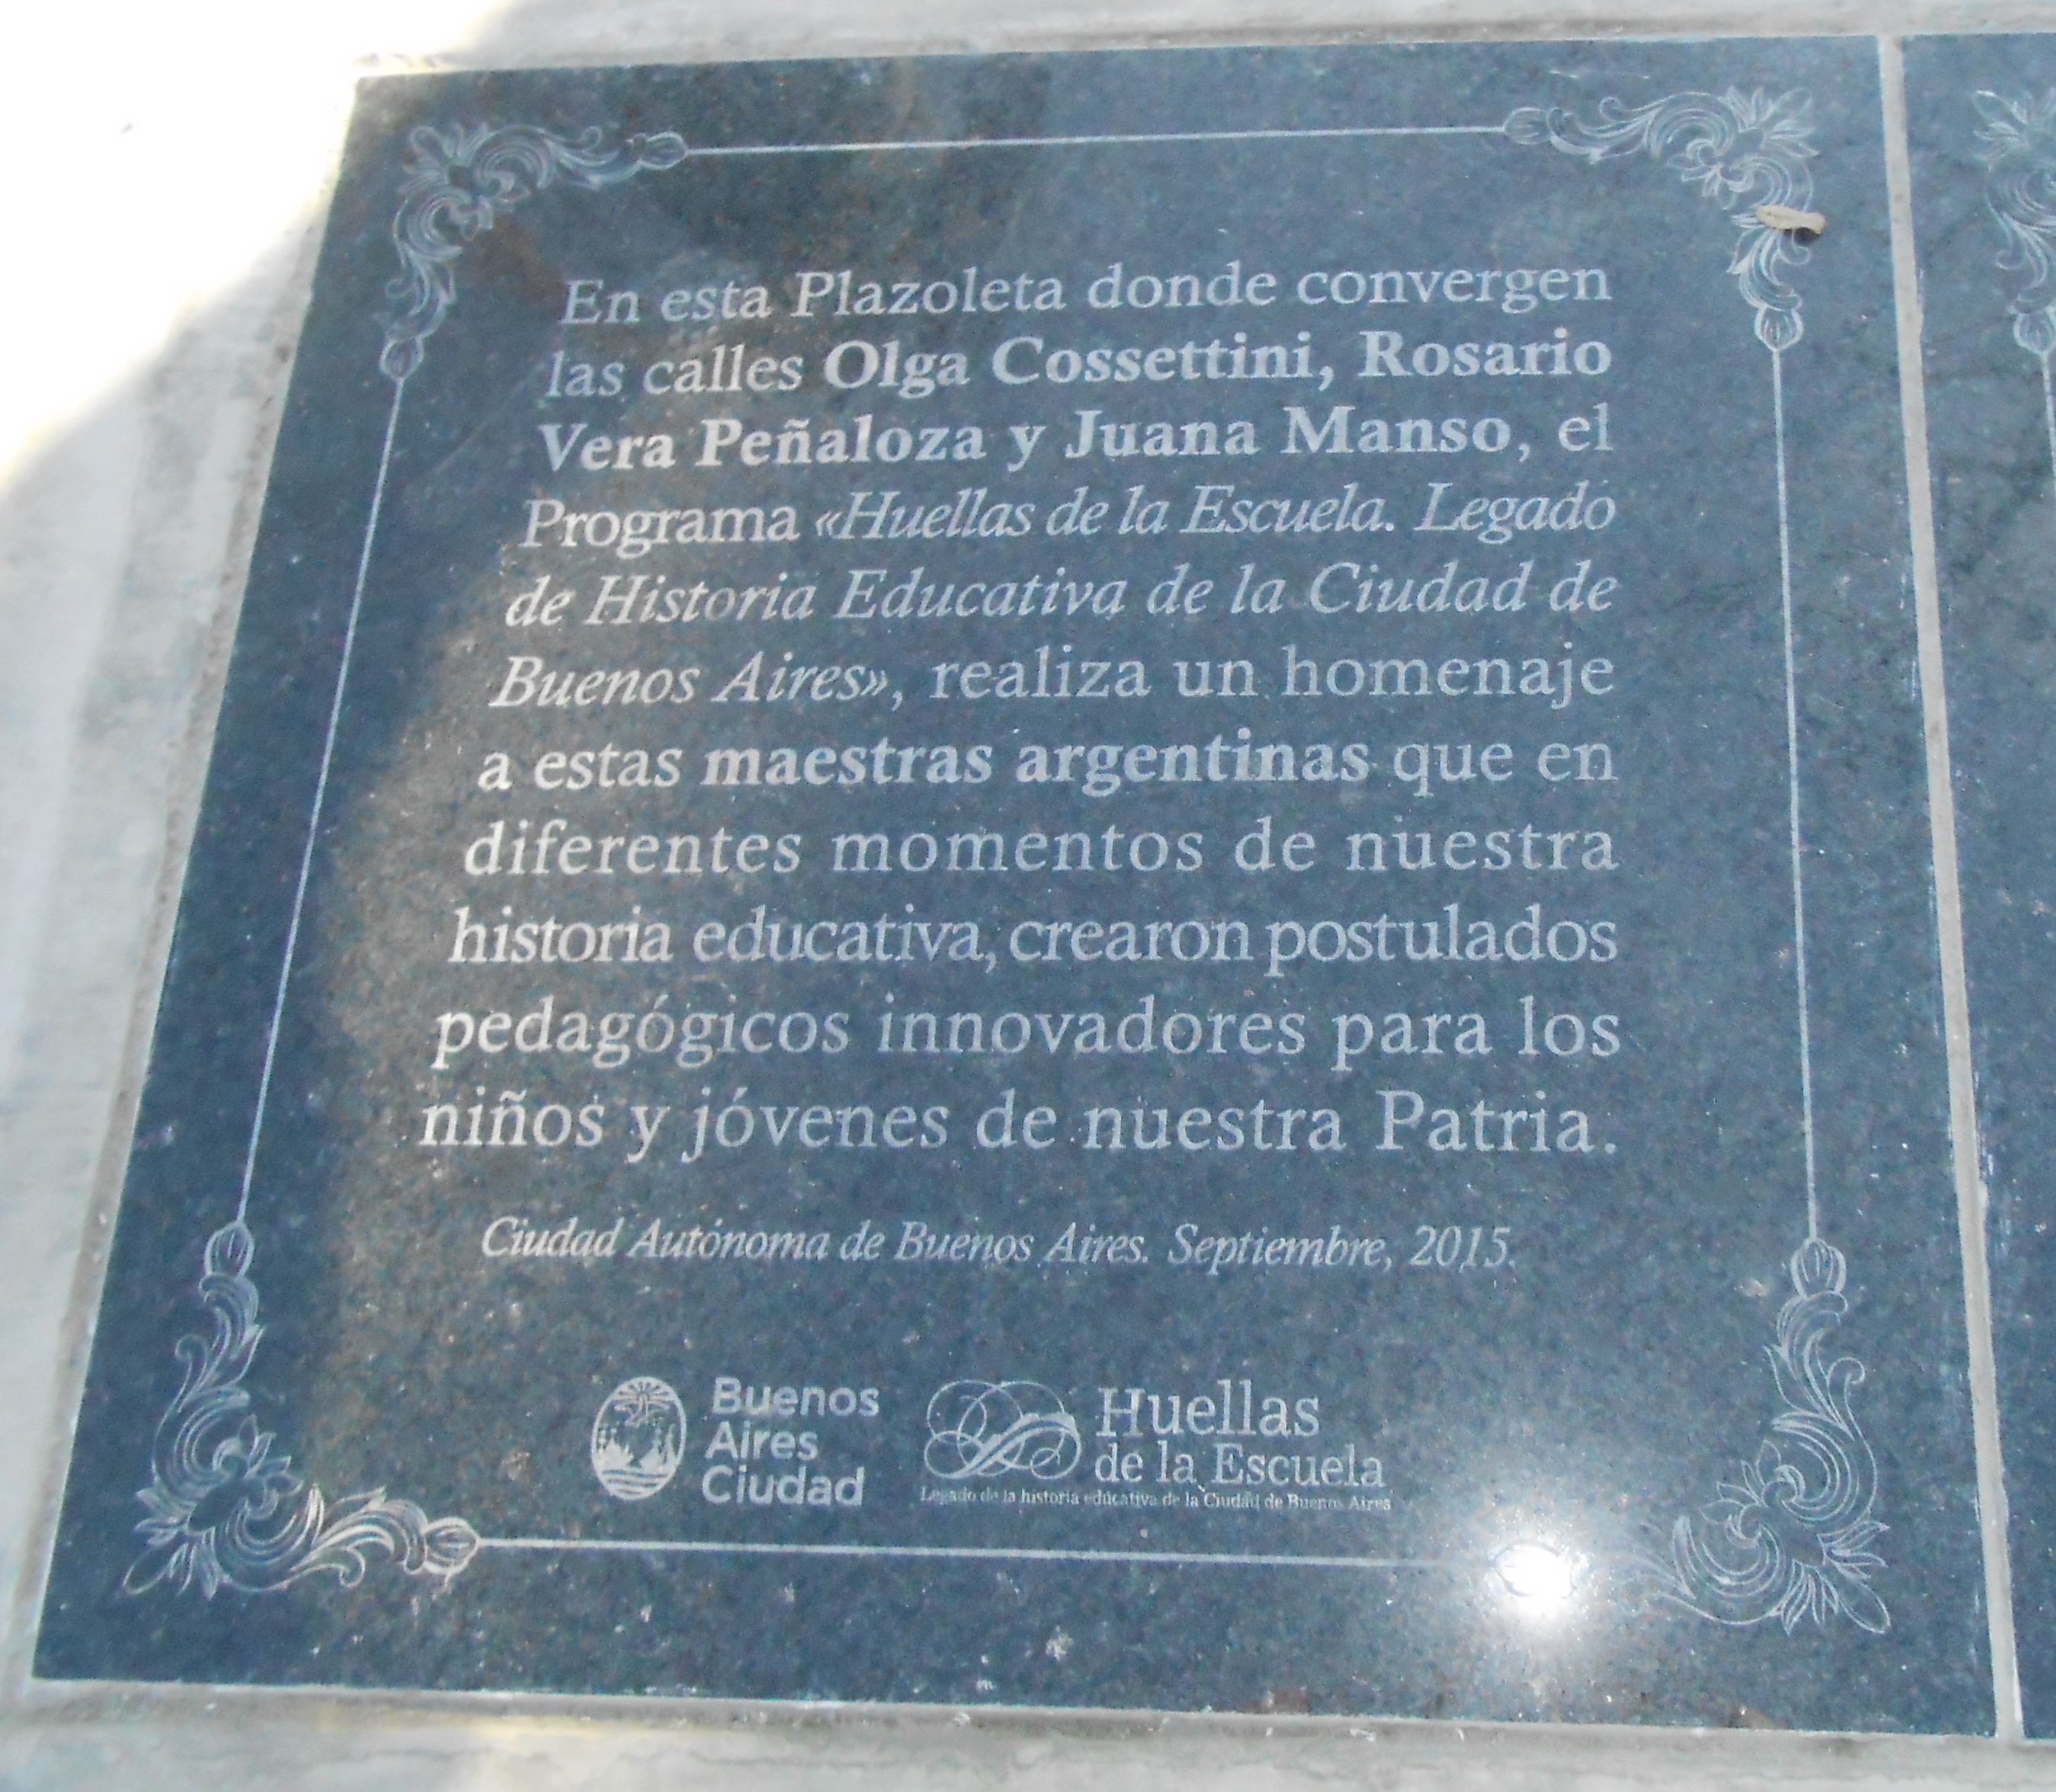 En esta Plazoleta donde convergen
las calles Olga Cossettini, Rosario
Vera Peñaloza y Juana Manso, el
Programa «Huellas de la Escuela. Legado
de Historia Educativa de la Ciudad de
Buenos Aires», realiza un homenaje
a estas maestras argentinas que en
diferentes momentos de nuestra
historia educativa, crearon postulados
pedagógicos innovadores para los
niños y jóvenes de nuestra Patria.
Ciudad Autónoma de Buenos Aires. Septiembre, 2015.
Buenos
Aires
Ciudad
Huellas
de la Escuela
Legado de la historia educativa de la Ciudad de Buenos Aires